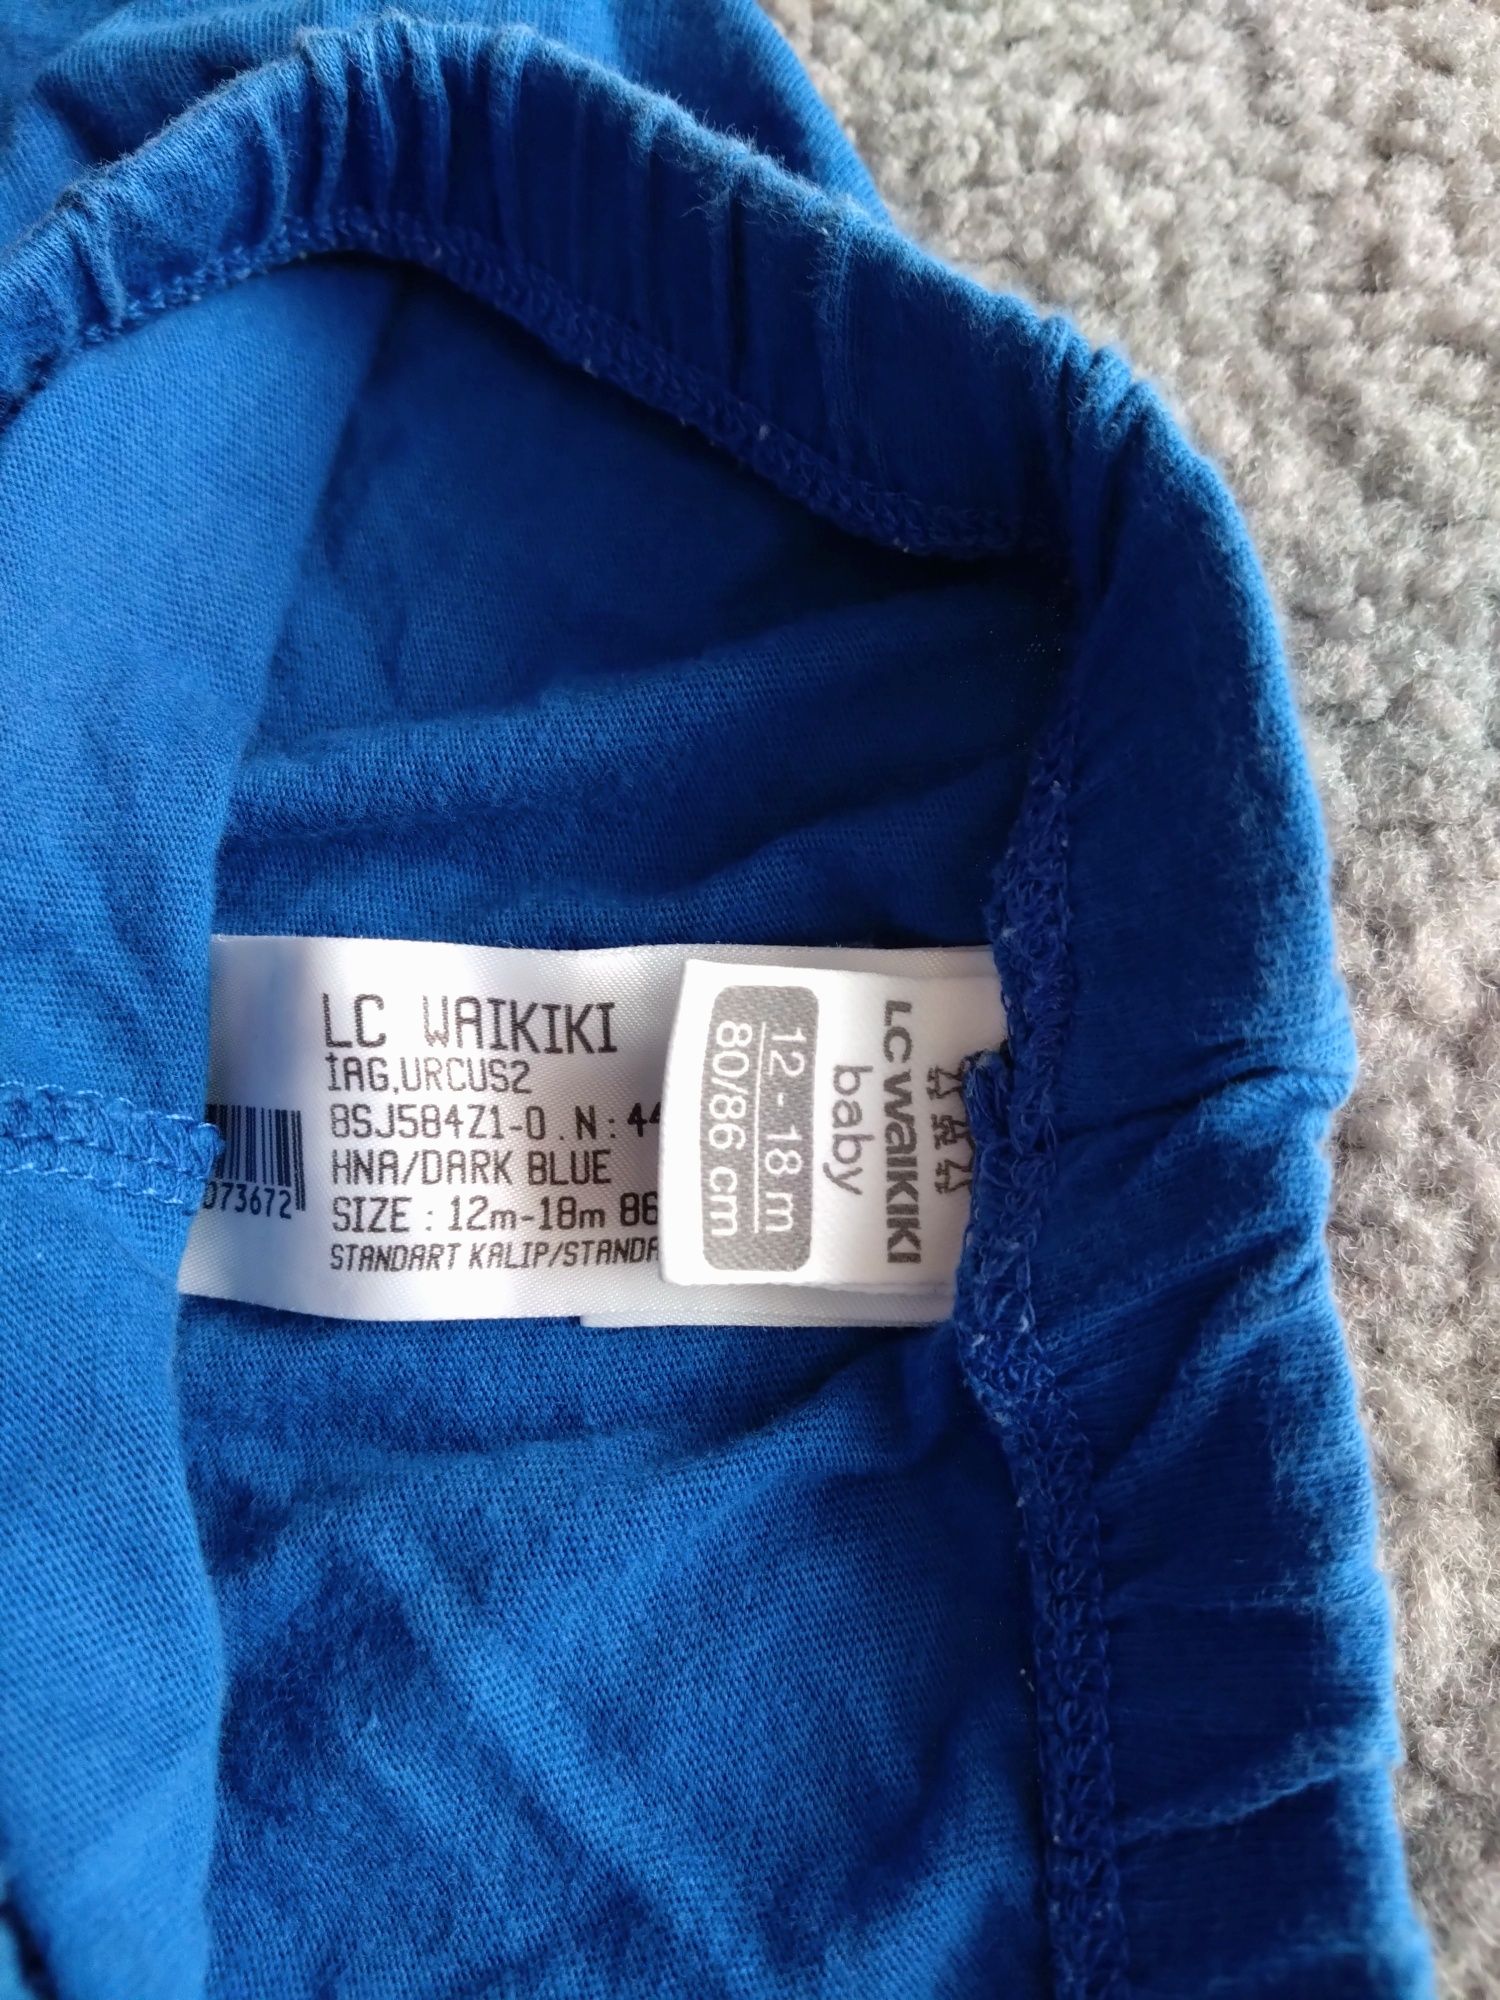 LC WAIKIKI
İAG,URCUS2
8SJ584Z1-0.N:44
HNA/DARK BLUE
SIZE : 12m-18m 86
STANDART KALIP/STANDA
073672
LC WAIKIKI
baby
12-18 m
80/86 cm